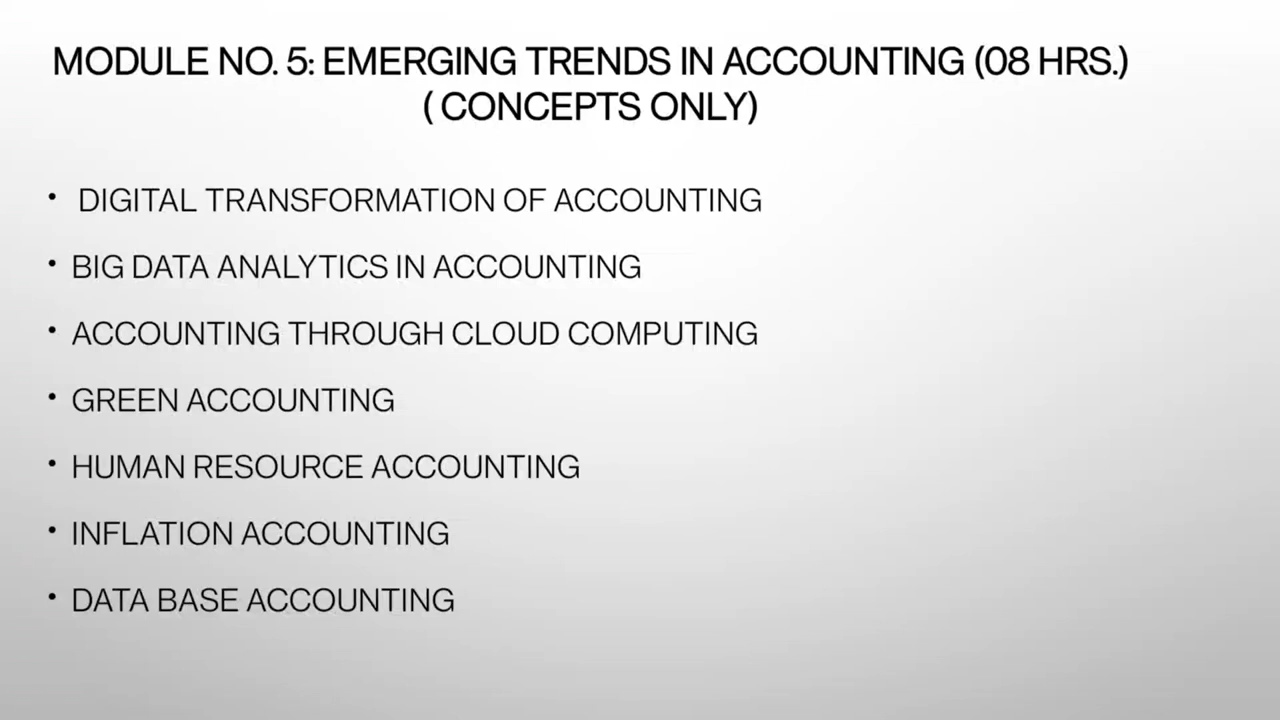 MODULE NO. 5: EMERGING TRENDS IN ACCOUNTING (08 HRS.)
( CONCEPTS ONLY)
• DIGITAL TRANSFORMATION OF ACCOUNTING
• BIG DATA ANALYTICS IN ACCOUNTING
• ACCOUNTING THROUGH CLOUD COMPUTING
• GREEN ACCOUNTING
• HUMAN RESOURCE ACCOUNTING
• INFLATION ACCOUNTING
• DATA BASE ACCOUNTING